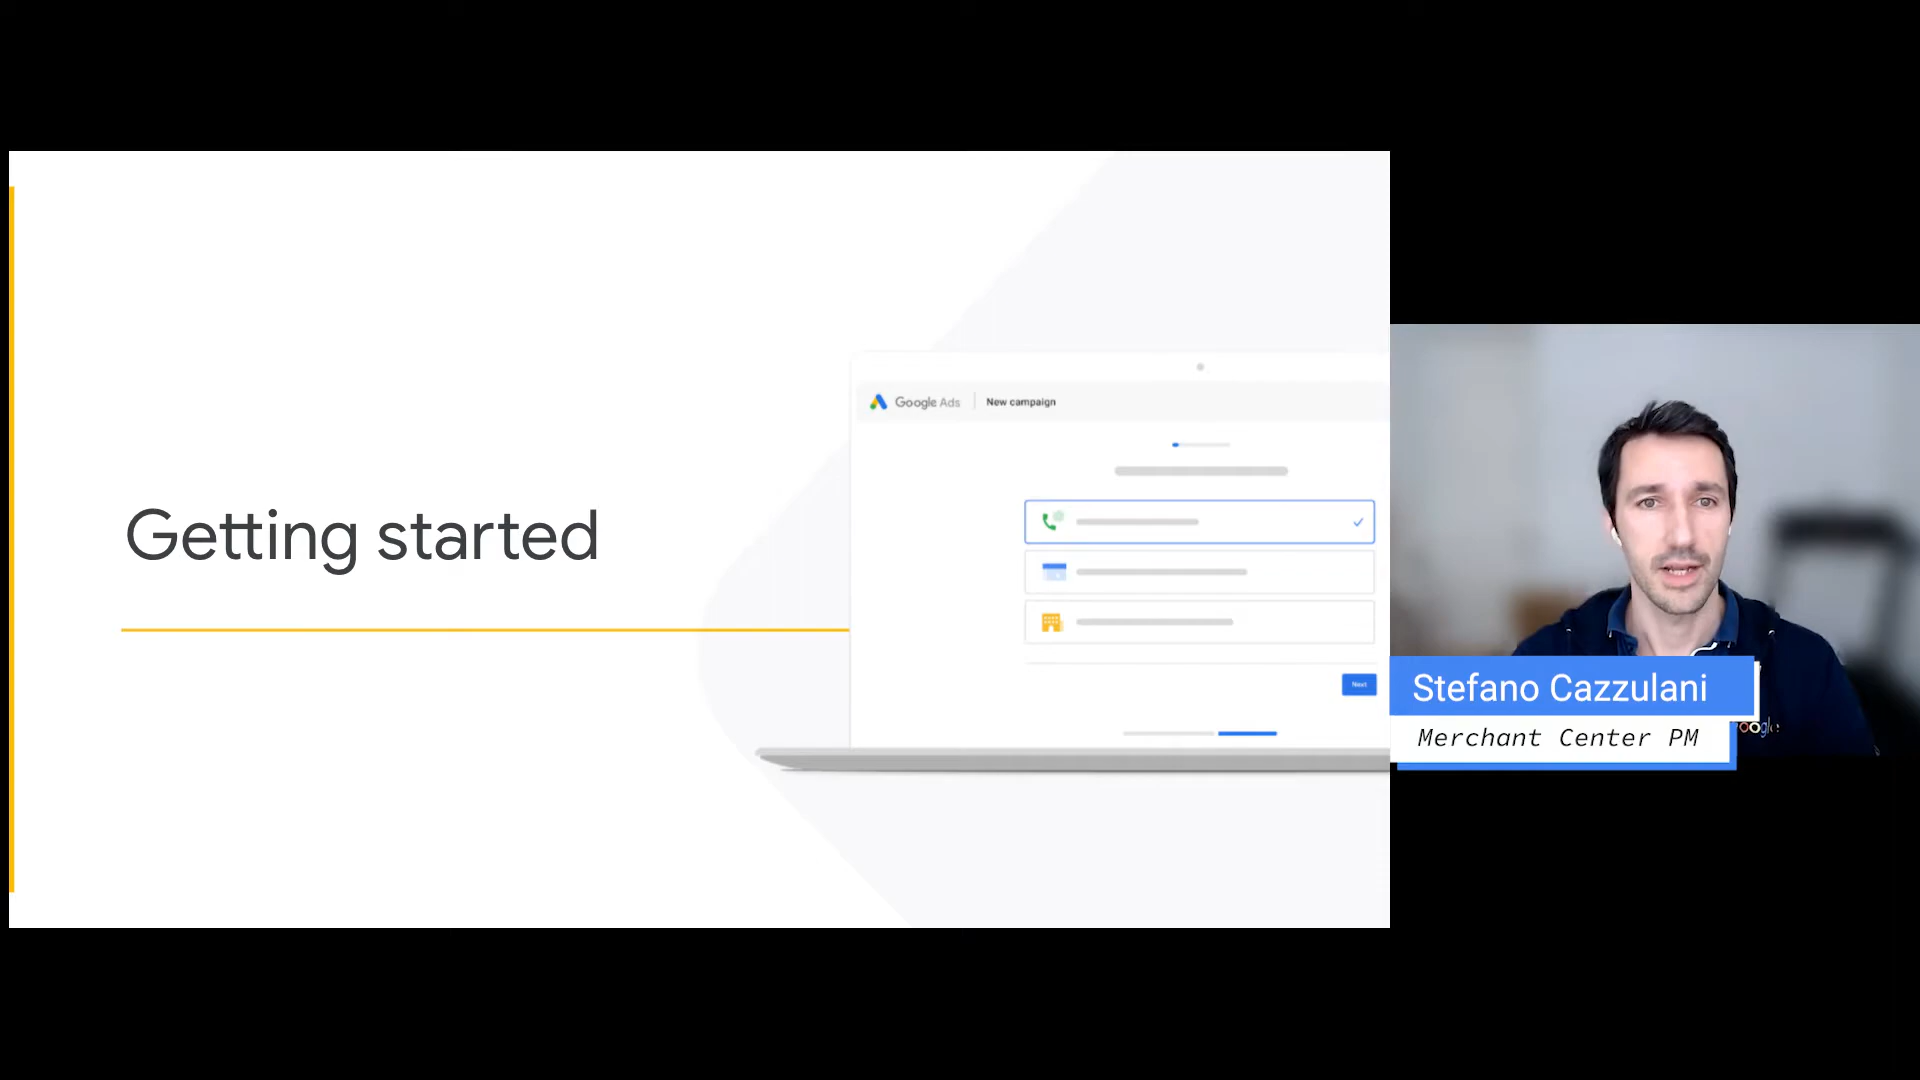 Getting started
Google Ads
New campaign
Next
Stefano Cazzulani
Merchant Center PM